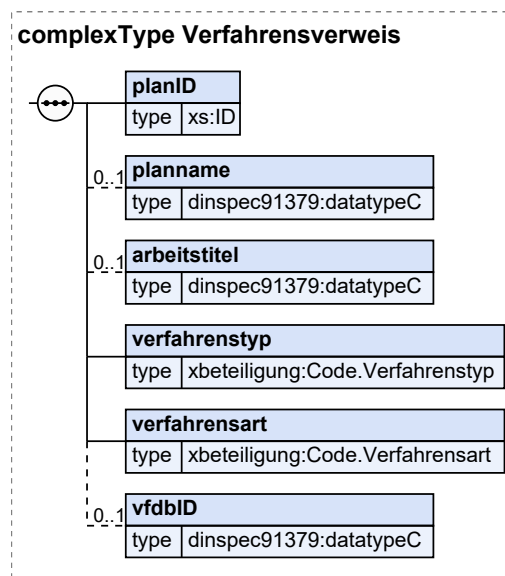 complexType Verfahrensverweis
planID
type xs:ID
0..1 planname
type dinspec91379:datatypeC
0..1 arbeitstitel
type dinspec91379:datatypeC
verfahrenstyp
type xbeteiligung:Code.Verfahrenstyp
verfahrensart
type xbeteiligung:Code.Verfahrensart
0..1 vfdbID
type dinspec91379:datatypeC